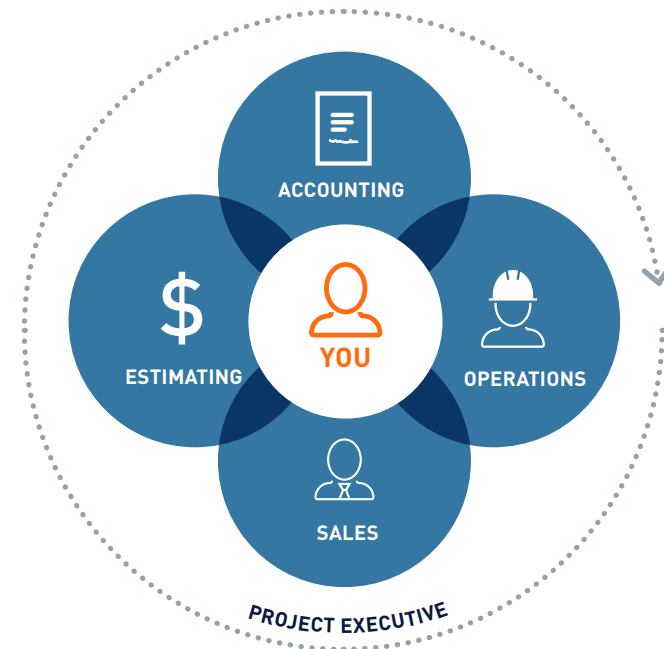 ACCOUNTING
$
ESTIMATING
YOU
OPERATIONS
SALES
PROJECT EXECUTIVE